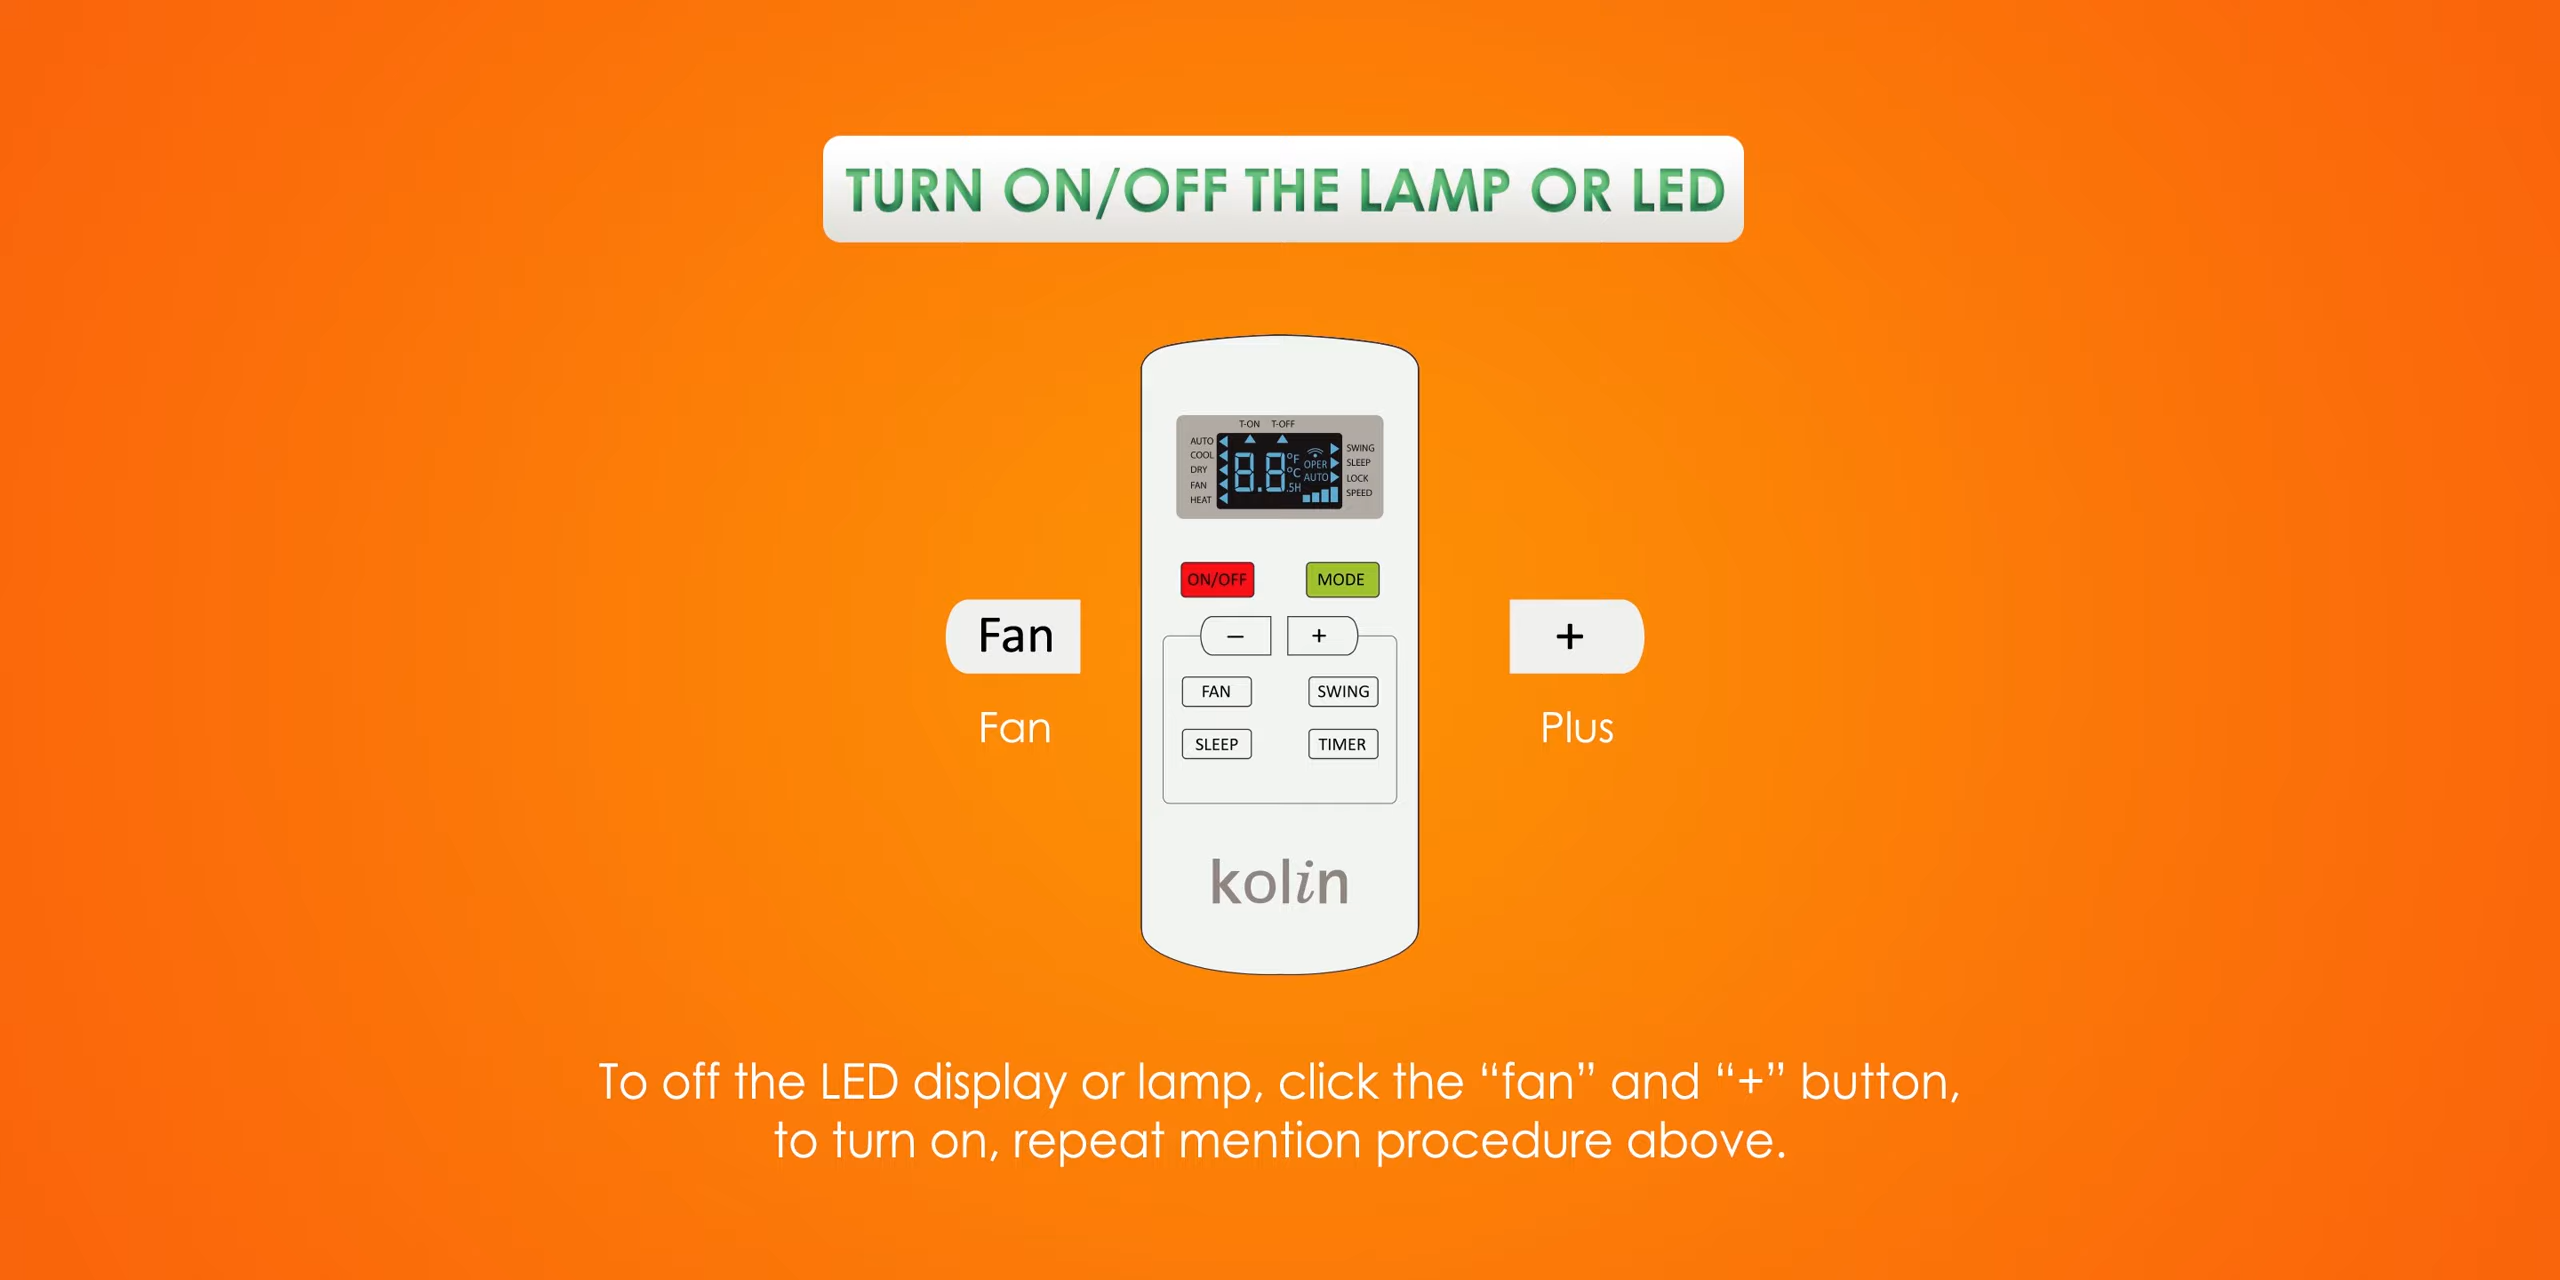 TURN ON/OFF THE LAMP OR LED
T-ON T-OFF
AUTO
COOL
DRY
FAN
HEAT
8.8
°F
°C
.5H
OPER
AUTO
SWING
SLEEP
LOCK
SPEED
ON/OFF MODE
Fan – + +
Fan FAN SWING Plus
SLEEP TIMER
kolin
To off the LED display or lamp, click the “fan” and “+” button,
to turn on, repeat mention procedure above.